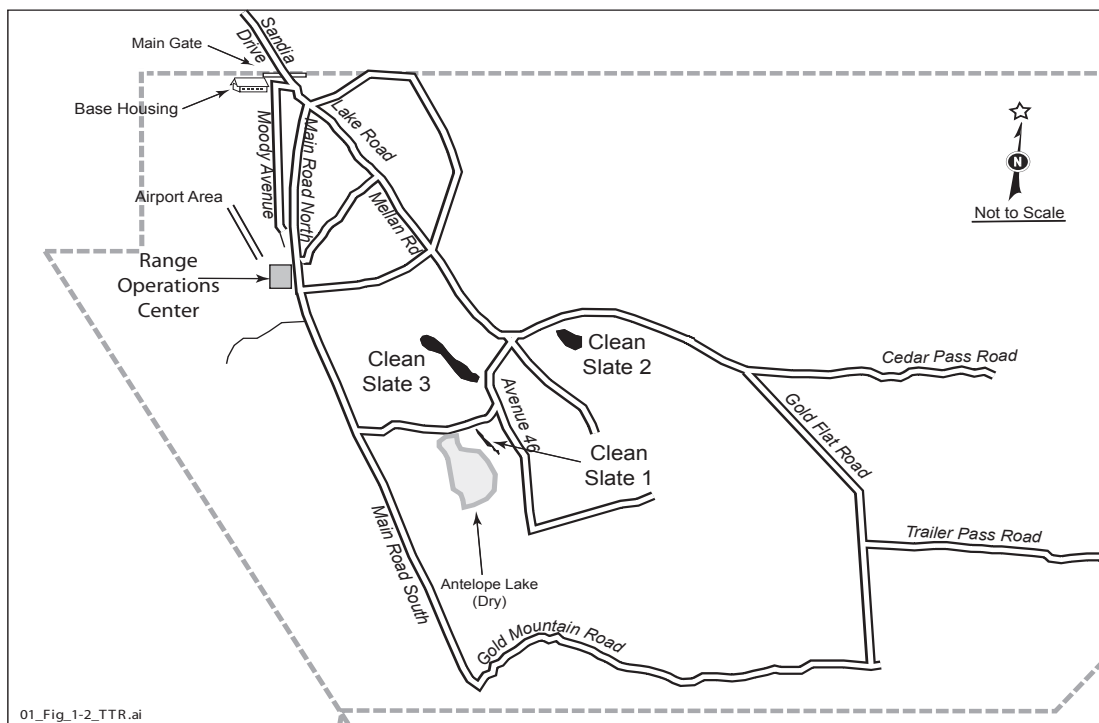 Sandia
Drive
Main Gate
Base Housing
Lake Road
Moody Avenue
Main Road North
Airport Area
Mellan Rd
N
Not to Scale
Range
Operations
Center
Clean
Slate 3
Clean
Slate 2
Cedar Pass Road
Avenue 46
Gold Flat Road
Clean
Slate 1
Main Road South
Trailer Pass Road
Antelope Lake
(Dry)
Gold Mountain Road
01_Fig_1-2_TTR.ai